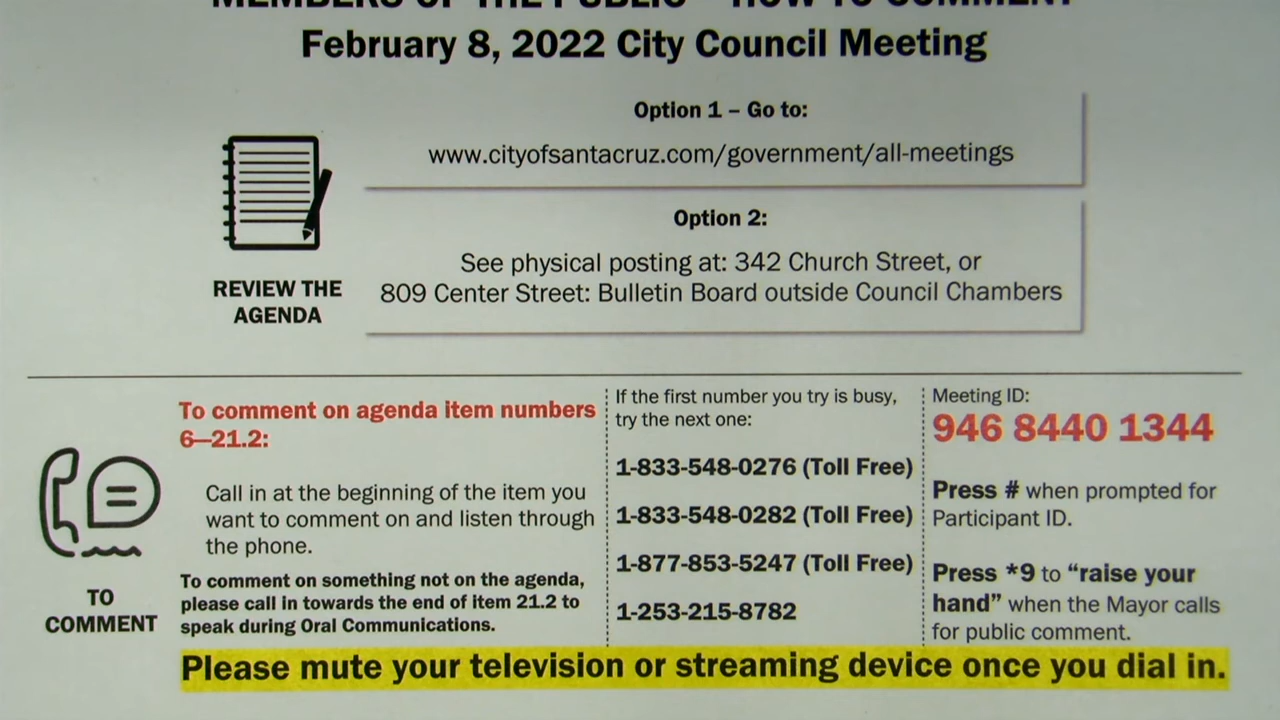 MEMBERS OF THE PUBLIC – HOW TO COMMENT
February 8, 2022 City Council Meeting
Option 1 – Go to:
www.cityofsantacruz.com/government/all-meetings
Option 2:
See physical posting at: 342 Church Street, or
809 Center Street: Bulletin Board outside Council Chambers
REVIEW THE
AGENDA
To comment on agenda item numbers
6—21.2:
Call in at the beginning of the item you
want to comment on and listen through
the phone.
To comment on something not on the agenda,
please call in towards the end of item 21.2 to
speak during Oral Communications.
TO
COMMENT
If the first number you try is busy,
try the next one:
1-833-548-0276 (Toll Free)
1-833-548-0282 (Toll Free)
1-877-853-5247 (Toll Free)
1-253-215-8782
Meeting ID:
946 8440 1344
Press # when prompted for
Participant ID.
Press *9 to “raise your
hand” when the Mayor calls
for public comment.
Please mute your television or streaming device once you dial in.